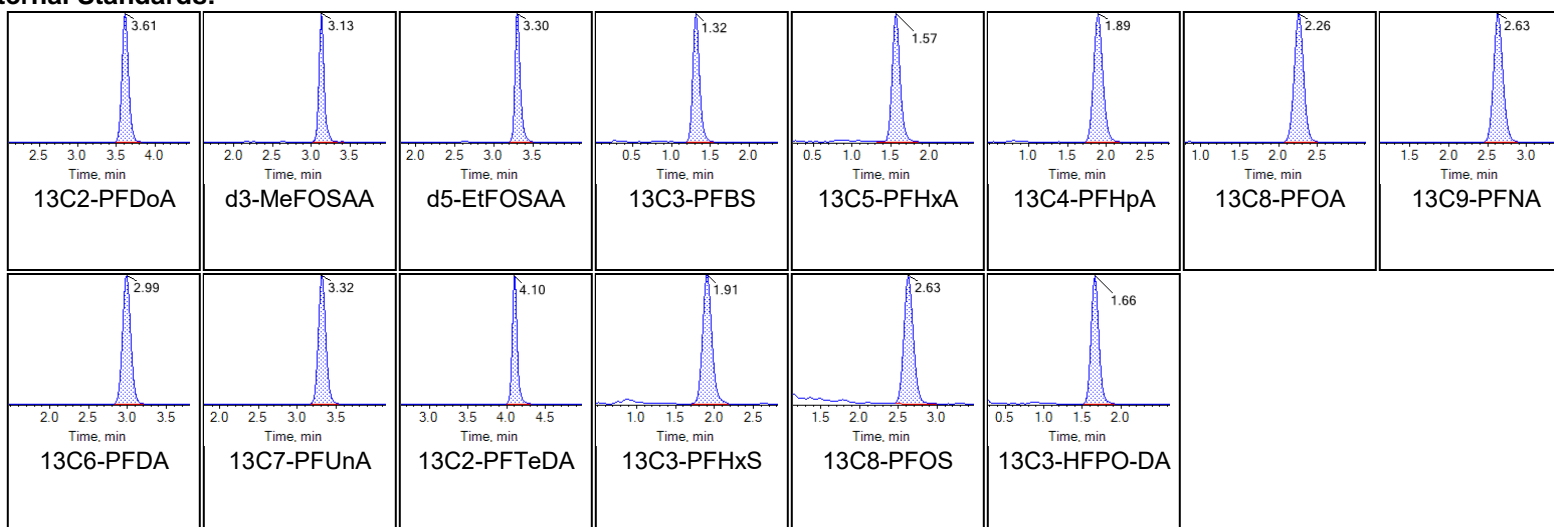 ternal Standards:
3.61
3.13
3.30
1.32
1.57
1.89
2.26
2.63
2.5 3.0 3.5 4.0
2.0 2.5 3.0 3.5
2.0 2.5 3.0 3.5
0.5 1.0 1.5 2.0
0.5 1.0 1.5 2.0
1.0 1.5 2.0 2.5
1.0 1.5 2.0 2.5
1.5 2.0 2.5 3.0
Time, min Time, min Time, min Time, min Time, min Time, min Time, min Time, min
13C2-PFDoA d3-MeFOSAA d5-EtFOSAA 13C3-PFBS 13C5-PFHxA 13C4-PFHpA 13C8-PFOA 13C9-PFNA
2.99
3.32
4.10
1.91
2.63
1.66
2.0 2.5 3.0 3.5
2.0 2.5 3.0 3.5
3.0 3.5 4.0 4.5
1.0 1.5 2.0 2.5
1.5 2.0 2.5 3.0
0.5 1.0 1.5 2.0
Time, min Time, min Time, min Time, min Time, min Time, min
13C6-PFDA 13C7-PFUnA 13C2-PFTeDA 13C3-PFHxS 13C8-PFOS 13C3-HFPO-DA